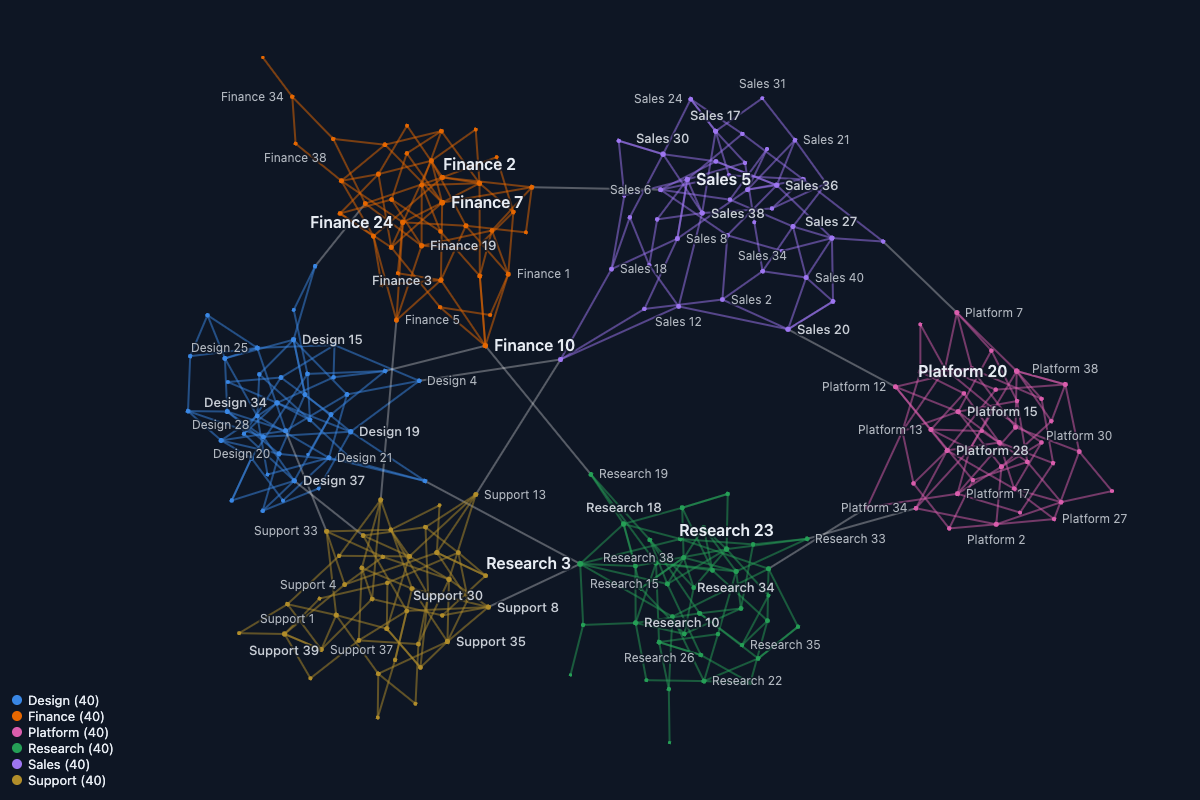 Sales 31
Finance 34
Sales 24
Sales 17
Finance 38
Sales 30
Sales 21
Finance 2
Sales 6
Sales 5
Sales 36
Finance 7
Finance 24
Sales 38
Sales 27
Finance 19
Sales 8
Sales 34
Finance 3
Finance 1
Sales 18
Sales 40
Sales 2
Finance 5
Sales 12
Sales 20
Platform 7
Design 25
Design 15
Finance 10
Design 4
Platform 12
Platform 20
Platform 38
Design 34
Platform 15
Design 28
Design 19
Platform 13
Platform 30
Design 20
Design 21
Platform 28
Design 37
Research 19
Support 13
Platform 17
Research 18
Platform 34
Platform 27
Support 33
Research 23
Research 33
Platform 2
Research 3
Research 38
Support 4
Support 30
Research 15
Research 34
Support 1
Support 8
Research 10
Support 39
Support 37
Support 35
Research 35
Research 26
Research 22
Design (40)
Finance (40)
Platform (40)
Research (40)
Sales (40)
Support (40)